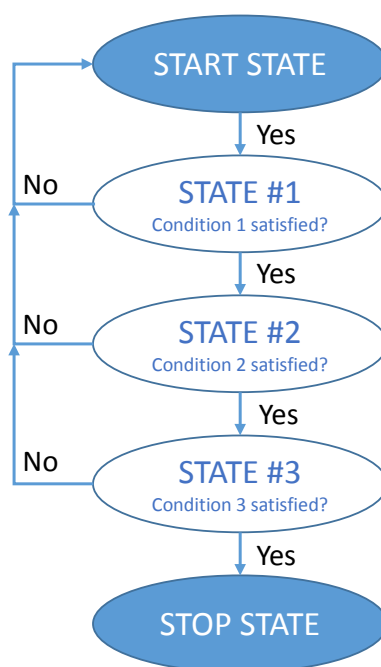 START STATE
Yes
No
STATE #1
Condition 1 satisfied?
Yes
No
STATE #2
Condition 2 satisfied?
Yes
No
STATE #3
Condition 3 satisfied?
Yes
STOP STATE